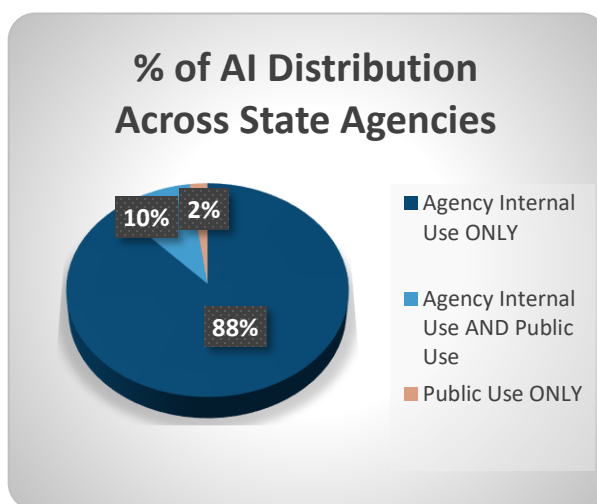 % of AI Distribution
Across State Agencies
10%
2%
88%
Agency Internal
Use ONLY
Agency Internal
Use AND Public
Use
Public Use ONLY